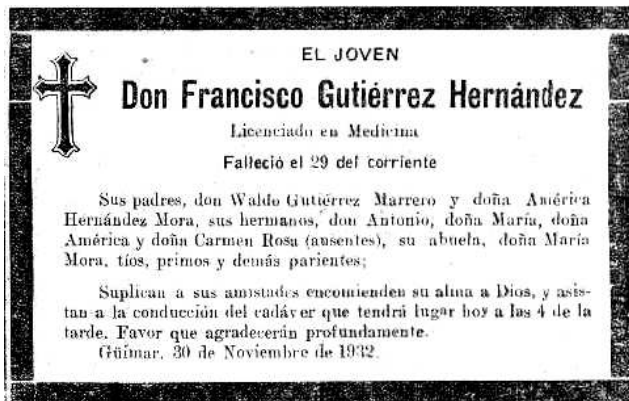 EL JOVEN
Don Francisco Gutiérrez Hernández
Licenciado en Medicina
Falleció el 29 del corriente
Sus padres, don Waldo Gutiérrez Marrero y doña América
Hernández Mora, sus hermanos, don Antonio, doña María, doña
América y doña Carmen Rosa (ausentes), su abuela, doña María
Mora, tíos, primos y demás parientes;
Suplican a sus amistades encomienden su alma a Dios, y asis-
tan a la conducción del cadáver que tendrá lugar hoy a las 4 de la
tarde. Favor que agradecerán profundamente.
Güímar, 30 de Noviembre de 1932.